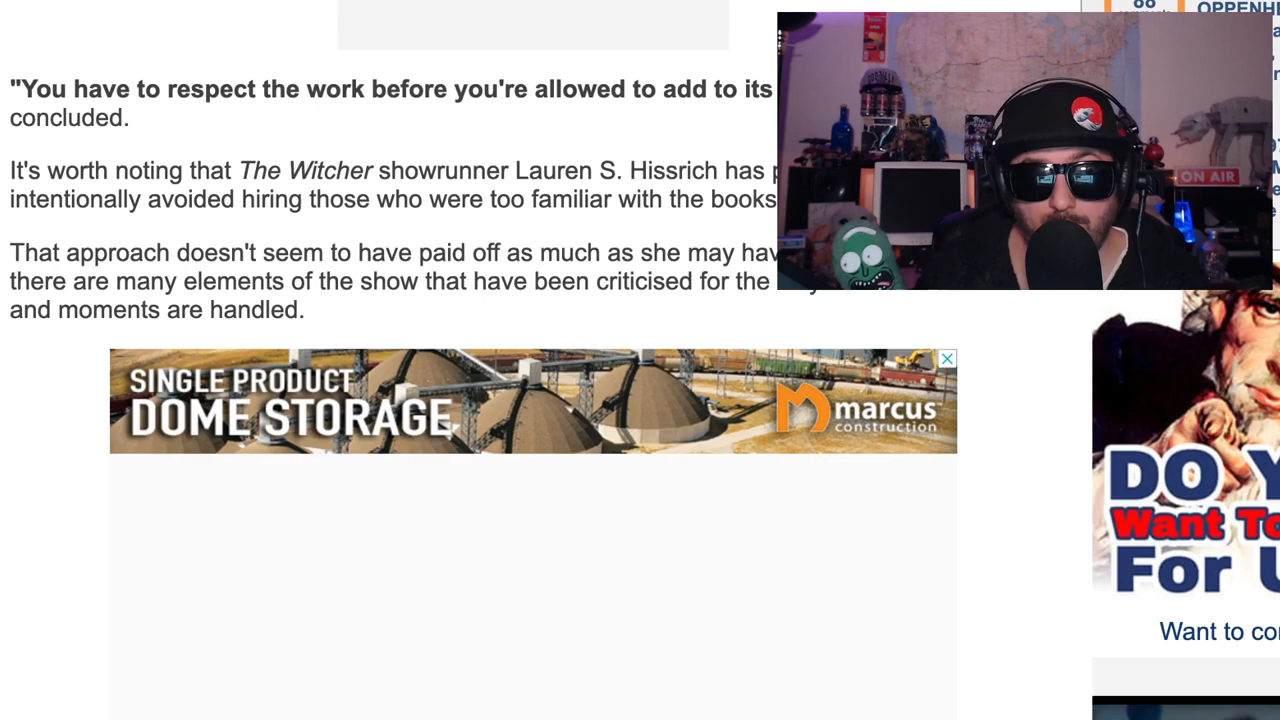 OPPENHE
"You have to respect the work before you're allowed to add to its
concluded.
It's worth noting that The Witcher showrunner Lauren S. Hissrich has
intentionally avoided hiring those who were too familiar with the books
ON AIR
That approach doesn't seem to have paid off as much as she may hav
there are many elements of the show that have been criticised for the
and moments are handled.
SINGLE PRODUCT
DOME STORAGE
marcus
construction
DO Y
Want To
For U
Want to co